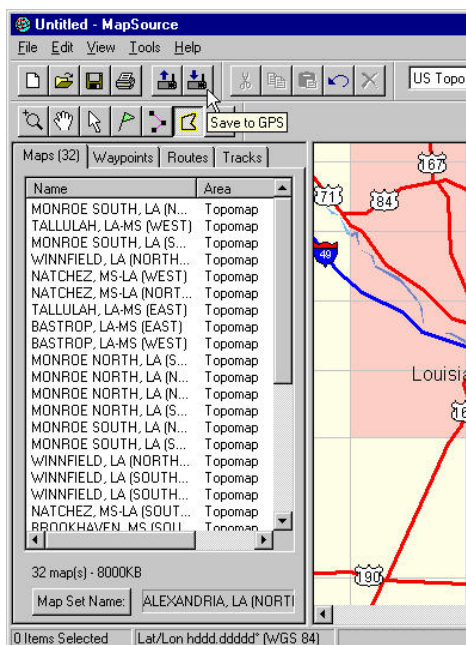 Untitled - MapSource
File Edit View Tools Help
US Topo
Save to GPS
Maps (32) Waypoints Routes Tracks
Name Area
MONROE SOUTH, LA (N... Topomap
TALLULAH, LA-MS (WEST) Topomap
MONROE SOUTH, LA (S... Topomap
WINNFIELD, LA (NORTH... Topomap
NATCHEZ, MS-LA (WEST) Topomap
NATCHEZ, MS-LA (NORT... Topomap
TALLULAH, LA-MS (EAST) Topomap
BASTROP, LA-MS (EAST) Topomap
BASTROP, LA-MS (WEST) Topomap
MONROE NORTH, LA (S... Topomap
MONROE NORTH, LA (N... Topomap
MONROE NORTH, LA (N... Topomap
MONROE NORTH, LA (S... Topomap
MONROE SOUTH, LA (N... Topomap
MONROE SOUTH, LA (S... Topomap
WINNFIELD, LA (NORTH... Topomap
WINNFIELD, LA (SOUTH... Topomap
WINNFIELD, LA (SOUTH... Topomap
NATCHEZ, MS-LA (SOUT... Topomap
BROOKHAVEN, MS (SOU... Topomap
32 map(s) - 8000KB
Map Set Name: ALEXANDRIA, LA (NORTI
0 Items Selected Lat/Lon hddd.ddddd° (WGS 84)
167
71
84
49
Louisia
16
190